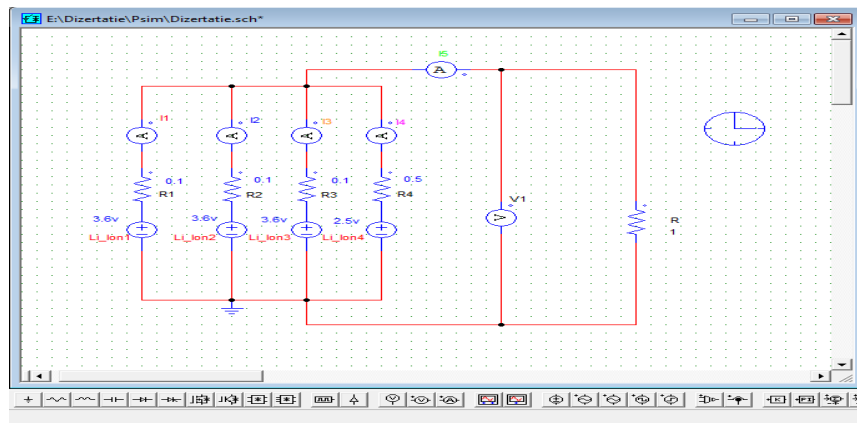 E:\Dizertatie\Psim\Dizertatie.sch*
I5
A
I1 I2 I3 I4
A A A A
0.1 0.1 0.1 0.5
R1 R2 R3 R4
3.6v 3.6v 3.6v 2.5v
Li_Ion1 Li_Ion2 Li_Ion3 Li_Ion4
V1
V
R
1
K PI